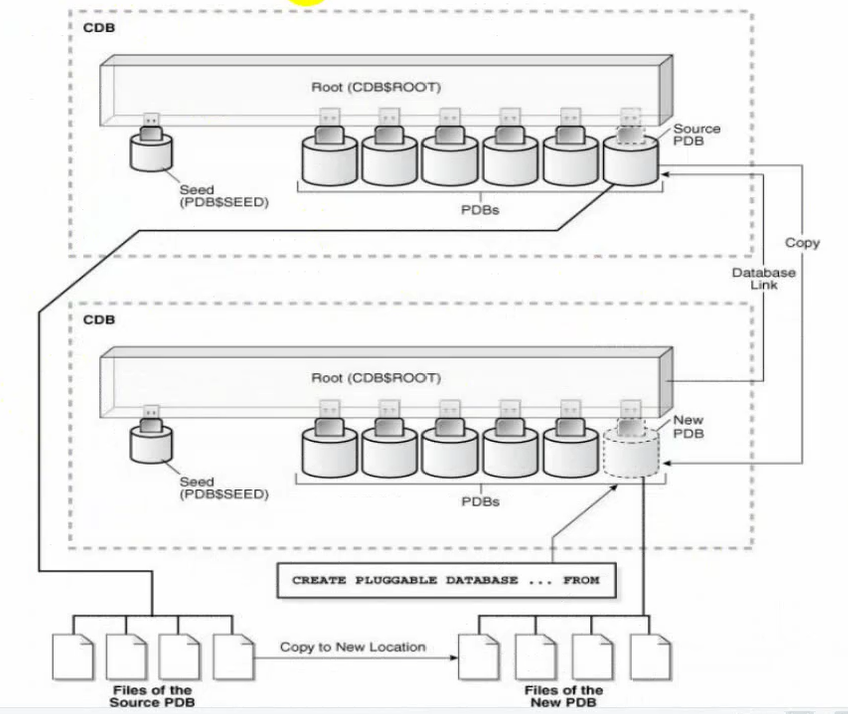 CDB
Root (CDB$ROOT)
Source
PDB
Seed
(PDB$SEED)
PDBs
Copy
Database
Link
CDB
Root (CDB$ROOT)
New
PDB
Seed
(PDB$SEED)
PDBs
CREATE PLUGGABLE DATABASE ... FROM
Copy to New Location
Files of the
Source PDB
Files of the
New PDB